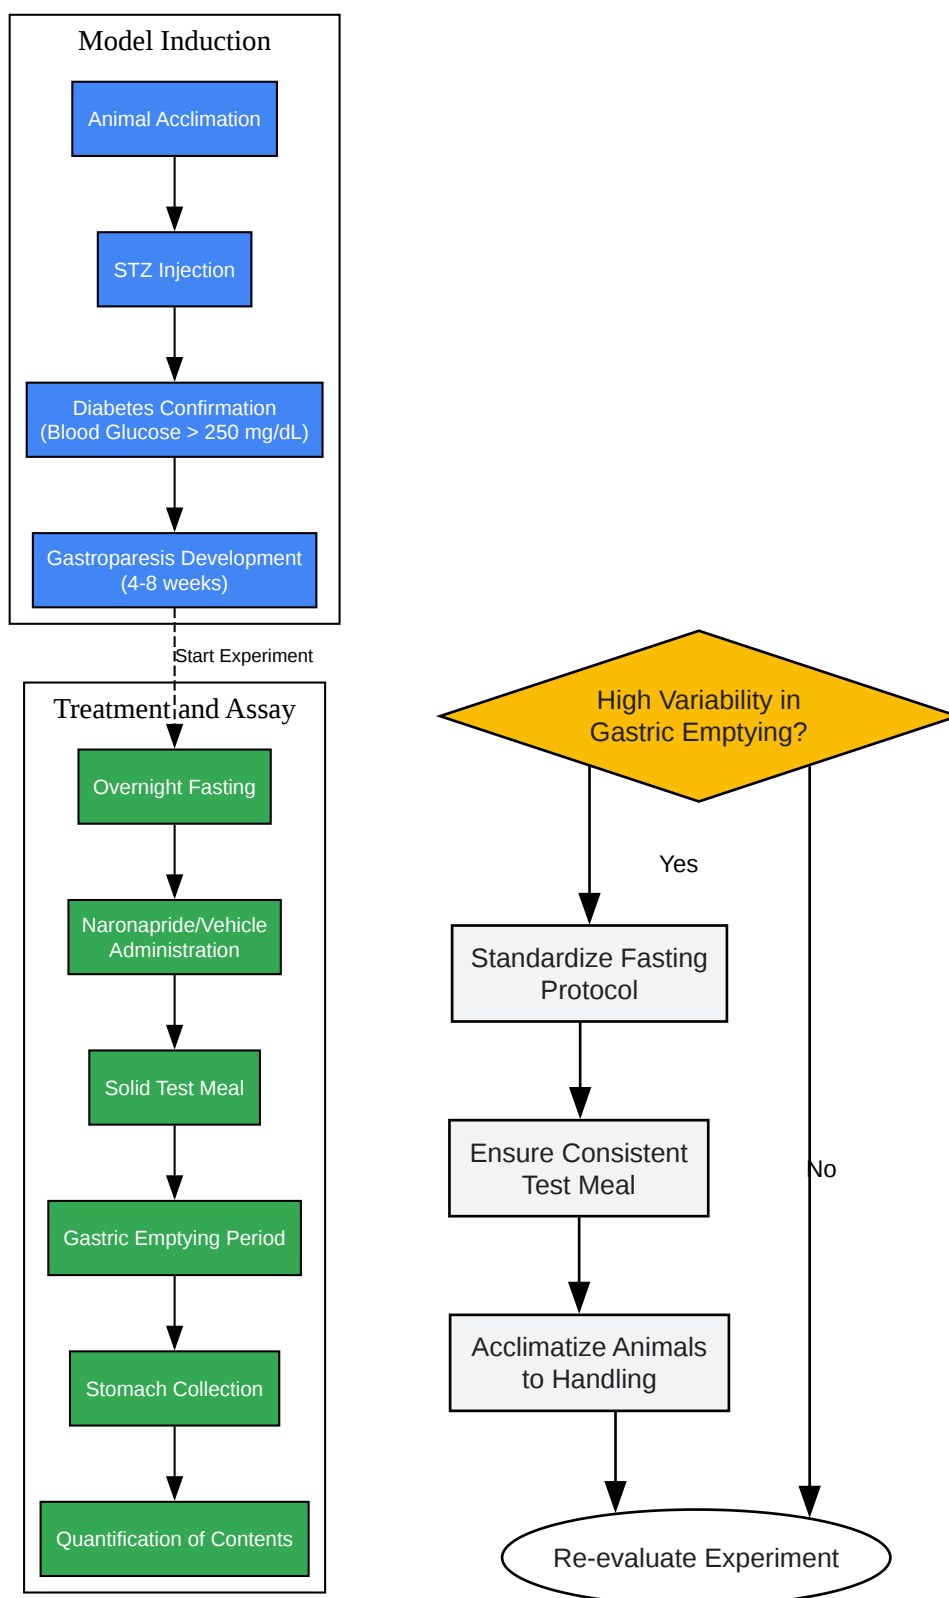 Model Induction
Animal Acclimation
STZ Injection
Diabetes Confirmation
(Blood Glucose > 250 mg/dL)
Gastroparesis Development
(4-8 weeks)
Start Experiment
Treatment and Assay
Overnight Fasting
Naronapride/Vehicle
Administration
Solid Test Meal
Gastric Emptying Period
Stomach Collection
Quantification of Contents
High Variability in
Gastric Emptying?
Yes
Standardize Fasting
Protocol
Ensure Consistent
Test Meal
No
Acclimatize Animals
to Handling
Re-evaluate Experiment